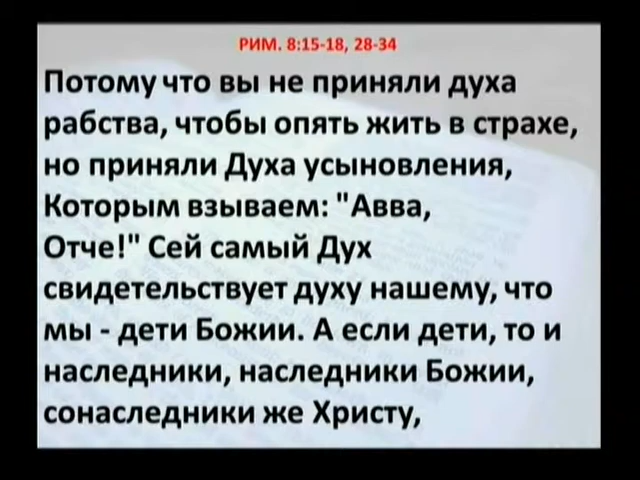 РИМ. 8:15-18, 28-34
Потому что вы не приняли духа
рабства, чтобы опять жить в страхе,
но приняли Духа усыновления,
Которым взываем: "Авва,
Отче!" Сей самый Дух
свидетельствует духу нашему, что
мы - дети Божии. А если дети, то и
наследники, наследники Божии,
сонаследники же Христу,